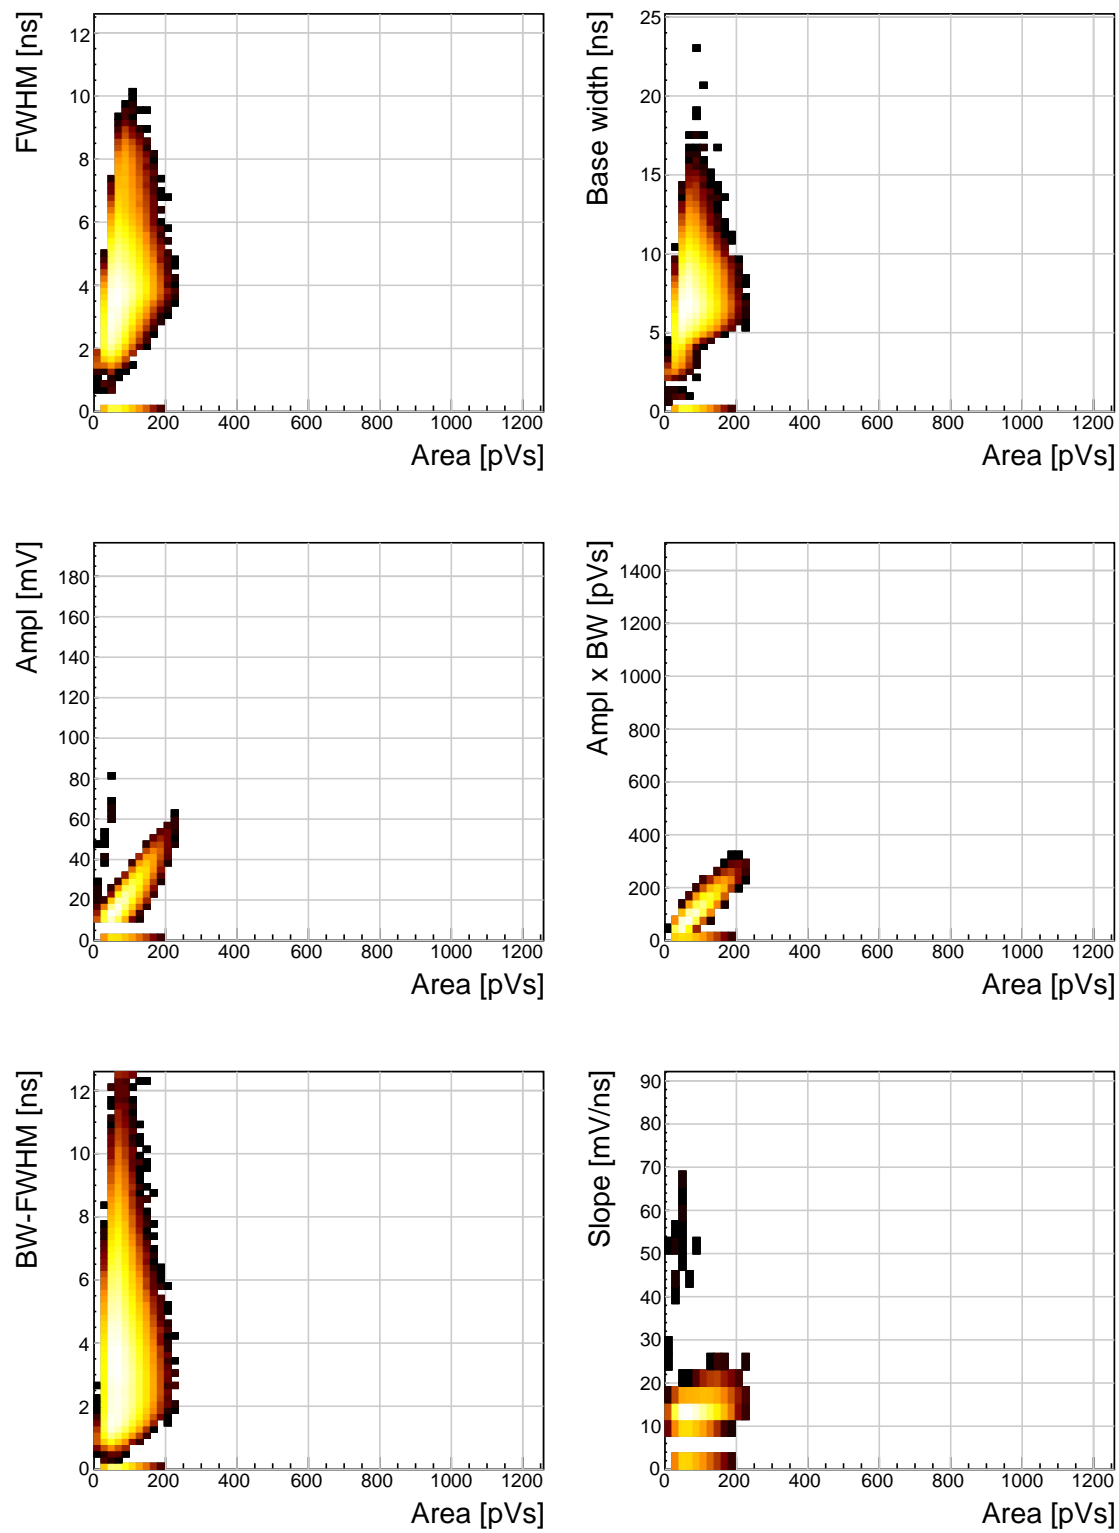 FWHM [ns]
12
10
8
6
4
2
0
0 200 400 600 800 1000 1200
Area [pVs]
Base width [ns]
25
20
15
10
5
0
0 200 400 600 800 1000 1200
Area [pVs]
Ampl [mV]
180
160
140
120
100
80
60
40
20
0
0 200 400 600 800 1000 1200
Area [pVs]
Ampl x BW [pVs]
1400
1200
1000
800
600
400
200
0
0 200 400 600 800 1000 1200
Area [pVs]
BW-FWHM [ns]
12
10
8
6
4
2
0
0 200 400 600 800 1000 1200
Area [pVs]
Slope [mV/ns]
90
80
70
60
50
40
30
20
10
0
0 200 400 600 800 1000 1200
Area [pVs]